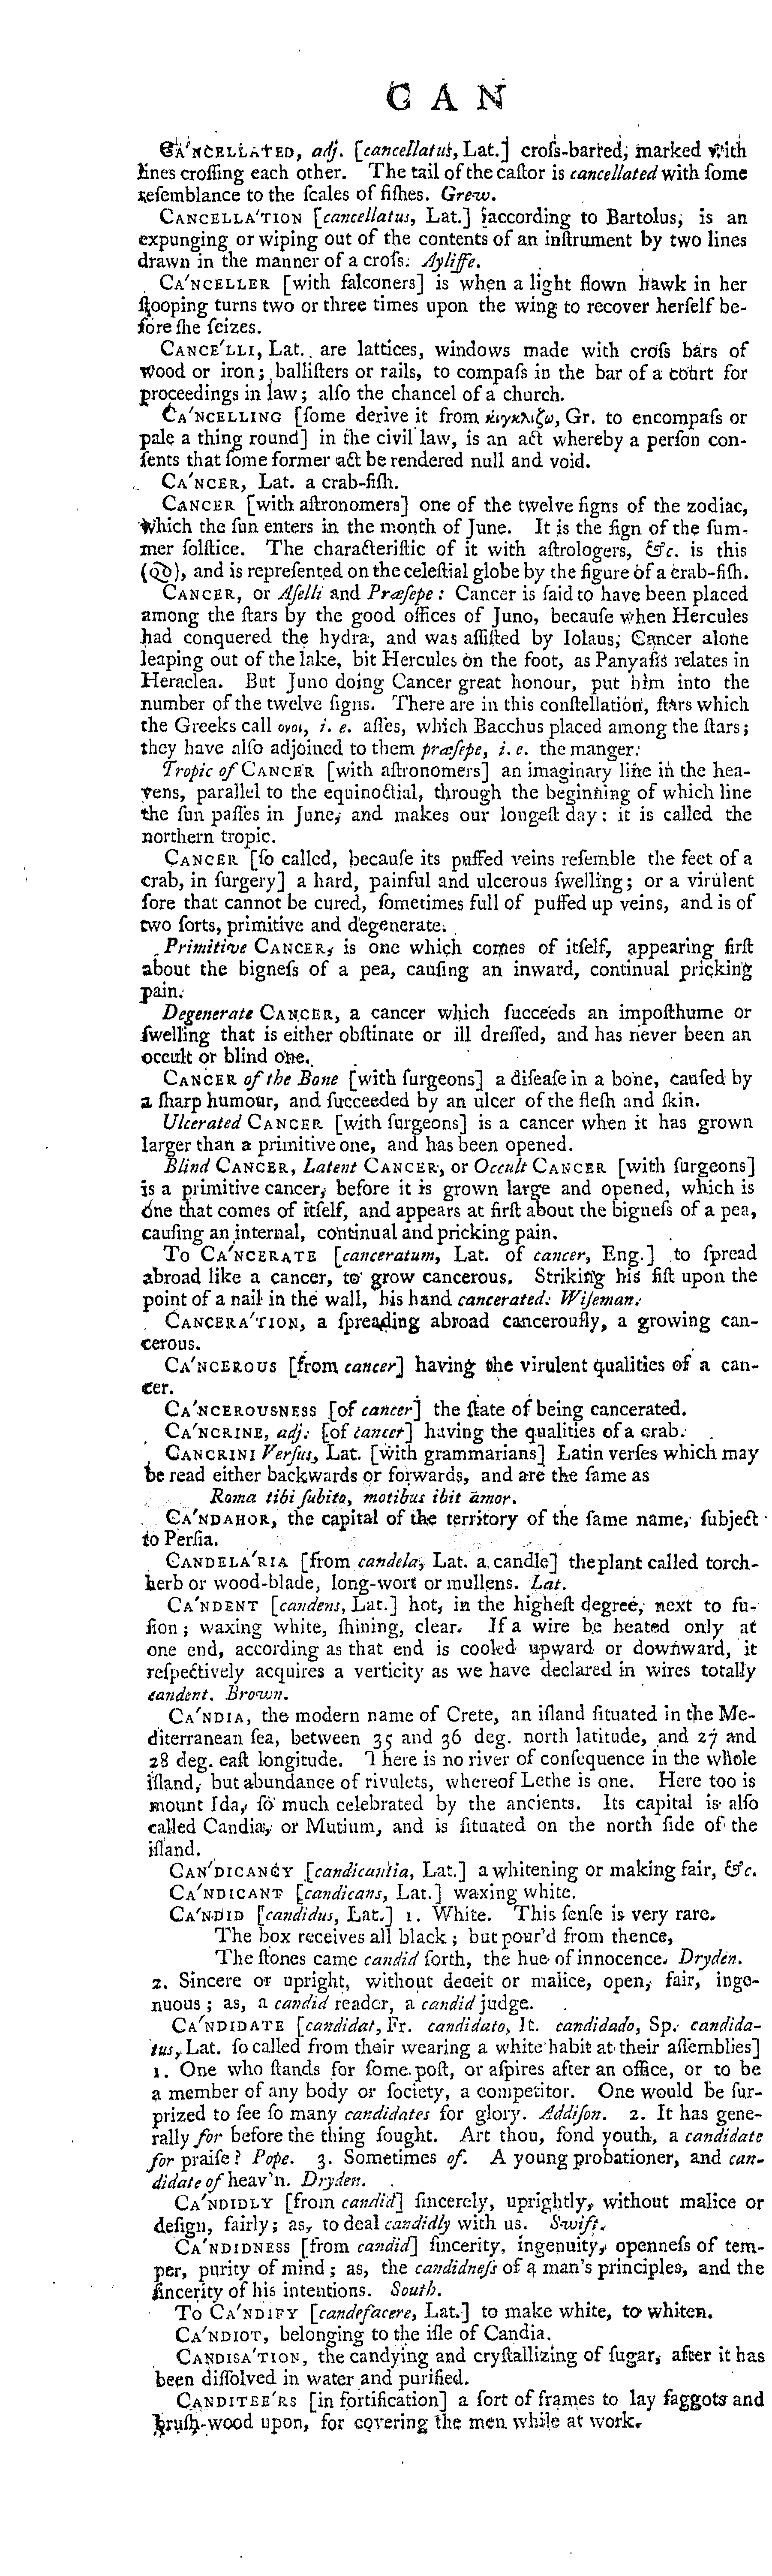 C A N
CA'NCELLATED, adj. [cancellatus, Lat.] croſs-barred, marked with
lines croſſing each other. The tail of the caſtor is cancellated with ſome
reſemblance to the ſcales of fiſhes. Grew.
CANCELLA'TION [cancellatus, Lat.] according to Bartolus, is an
expunging or wiping out of the contents of an inſtrument by two lines
drawn in the manner of a croſs. Ayliffe.
CA'NCELLER [with falconers] is when a light flown hawk in her
ſtooping turns two or three times upon the wing to recover herſelf be-
fore ſhe ſeizes.
CANCE'LLI, Lat. are lattices, windows made with croſs bars of
wood or iron; balliſters or rails, to compaſs in the bar of a court for
proceedings in law; alſo the chancel of a church.
CA'NCELLING [ſome derive it from κιγκλιζω, Gr. to encompaſs or
pale a thing round] in the civil law, is an act whereby a perſon con-
ſents that ſome former act be rendered null and void.
CA'NCER, Lat. a crab-fiſh.
CANCER [with aſtronomers] one of the twelve ſigns of the zodiac,
which the ſun enters in the month of June. It is the ſign of the ſum-
mer ſolſtice. The characteriſtic of it with aſtrologers, &c. is this
(♋), and is repreſented on the celeſtial globe by the figure of a crab-fiſh.
CANCER, or Aſelli and Præſepe: Cancer is ſaid to have been placed
among the ſtars by the good offices of Juno, becauſe when Hercules
had conquered the hydra, and was aſſiſted by Iolaus, Cancer alone
leaping out of the lake, bit Hercules on the foot, as Panyaſis relates in
Heraclea. But Juno doing Cancer great honour, put him into the
number of the twelve ſigns. There are in this conſtellation, ſtars which
the Greeks call ονοι, i. e. aſſes, which Bacchus placed among the ſtars;
they have alſo adjoined to them præſepe, i. e. the manger.
Tropic of CANCER [with aſtronomers] an imaginary line in the hea-
vens, parallel to the equinoctial, through the beginning of which line
the ſun paſſes in June, and makes our longeſt day: it is called the
northern tropic.
CANCER [ſo called, becauſe its puffed veins reſemble the feet of a
crab, in ſurgery] a hard, painful and ulcerous ſwelling; or a virulent
ſore that cannot be cured, ſometimes full of puffed up veins, and is of
two ſorts, primitive and degenerate.
Primitive CANCER, is one which comes of itſelf, appearing firſt
about the bigneſs of a pea, cauſing an inward, continual pricking
pain.
Degenerate CANCER, a cancer which ſucceeds an impoſthume or
ſwelling that is either obſtinate or ill dreſſed, and has never been an
occult or blind one.
CANCER of the Bone [with ſurgeons] a diſeaſe in a bone, cauſed by
a ſharp humour, and ſucceeded by an ulcer of the fleſh and ſkin.
Ulcerated CANCER [with ſurgeons] is a cancer when it has grown
larger than a primitive one, and has been opened.
Blind CANCER, Latent CANCER, or Occult CANCER [with ſurgeons]
is a primitive cancer, before it is grown large and opened, which is
one that comes of itſelf, and appears at firſt about the bigneſs of a pea,
cauſing an internal, continual and pricking pain.
To CA'NCERATE [canceratum, Lat. of cancer, Eng.] to ſpread
abroad like a cancer, to grow cancerous. Striking his fiſt upon the
point of a nail in the wall, his hand cancerated. Wiſeman.
CANCERA'TION, a ſpreading abroad cancerouſly, a growing can-
cerous.
CA'NCEROUS [from cancer] having the virulent qualities of a can-
cer.
CA'NCEROUSNESS [of cancer] the ſtate of being cancerated.
CA'NCRINE, adj. [of cancer] having the qualities of a crab.
CANCRINI Verſus, Lat. [with grammarians] Latin verſes which may
be read either backwards or forwards, and are the ſame as
Roma tibi ſubito, motibus ibit amor.
CA'NDAHOR, the capital of the territory of the ſame name, ſubject
to Perſia.
CANDELA'RIA [from candela, Lat. a candle] the plant called torch-
herb or wood-blade, long-wort or mullens. Lat.
CA'NDENT [candens, Lat.] hot, in the higheſt degree, next to fu-
ſion; waxing white, ſhining, clear. If a wire be heated only at
one end, according as that end is cooled upward or downward, it
reſpectively acquires a verticity as we have declared in wires totally
candent. Brown.
CA'NDIA, the modern name of Crete, an iſland ſituated in the Me-
diterranean ſea, between 35 and 36 deg. north latitude, and 27 and
28 deg. eaſt longitude. There is no river of conſequence in the whole
iſland, but abundance of rivulets, whereof Lethe is one. Here too is
mount Ida, ſo much celebrated by the ancients. Its capital is alſo
called Candia, or Mutium, and is ſituated on the north ſide of the
iſland.
CAN'DICANCY [candicantia, Lat.] a whitening or making fair, &c.
CA'NDICANT [candicans, Lat.] waxing white.
CA'NDID [candidus, Lat.] 1. White. This ſenſe is very rare.
The box receives all black; but pour'd from thence,
The ſtones came candid forth, the hue of innocence. Dryden.
2. Sincere or upright, without deceit or malice, open, fair, inge-
nuous; as, a candid reader, a candid judge.
CA'NDIDATE [candidat, Fr. candidato, It. candidado, Sp. candida-
tus, Lat. ſo called from their wearing a white habit at their aſſemblies]
1. One who ſtands for ſome poſt, or aſpires after an office, or to be
a member of any body or ſociety, a competitor. One would be ſur-
prized to ſee ſo many candidates for glory. Addiſon. 2. It has gene-
rally for before the thing ſought. Art thou, fond youth, a candidate
for praiſe? Pope. 3. Sometimes of. A young probationer, and can-
didate of heav'n. Dryden.
CA'NDIDLY [from candid] ſincerely, uprightly, without malice or
deſign, fairly; as, to deal candidly with us. Swift.
CA'NDIDNESS [from candid] ſincerity, ingenuity, openneſs of tem-
per, purity of mind; as, the candidneſs of a man's principles, and the
ſincerity of his intentions. South.
To CA'NDIFY [candefacere, Lat.] to make white, to whiten.
CA'NDIOT, belonging to the iſle of Candia.
CANDISA'TION, the candying and cryſtallizing of ſugar, after it has
been diſſolved in water and purified.
CANDITEE'RS [in fortification] a ſort of frames to lay faggots and
bruſh-wood upon, for covering the men while at work.